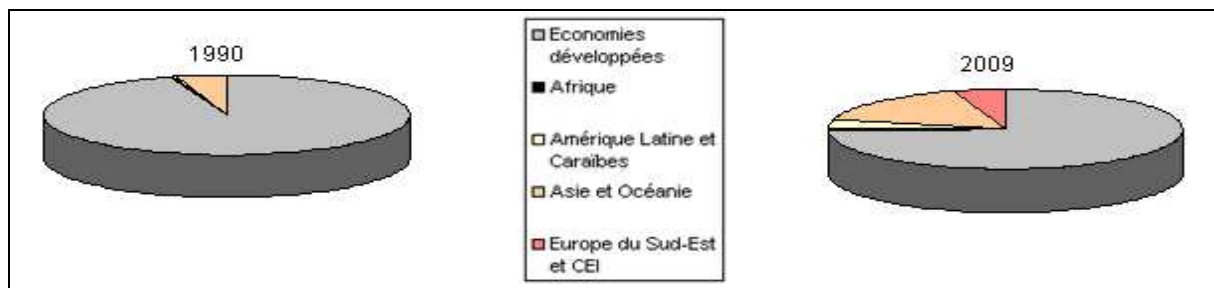 1990
Economies
développées
Afrique
Amérique Latine et
Caraïbes
Asie et Océanie
Europe du Sud-Est
et CEI
2009